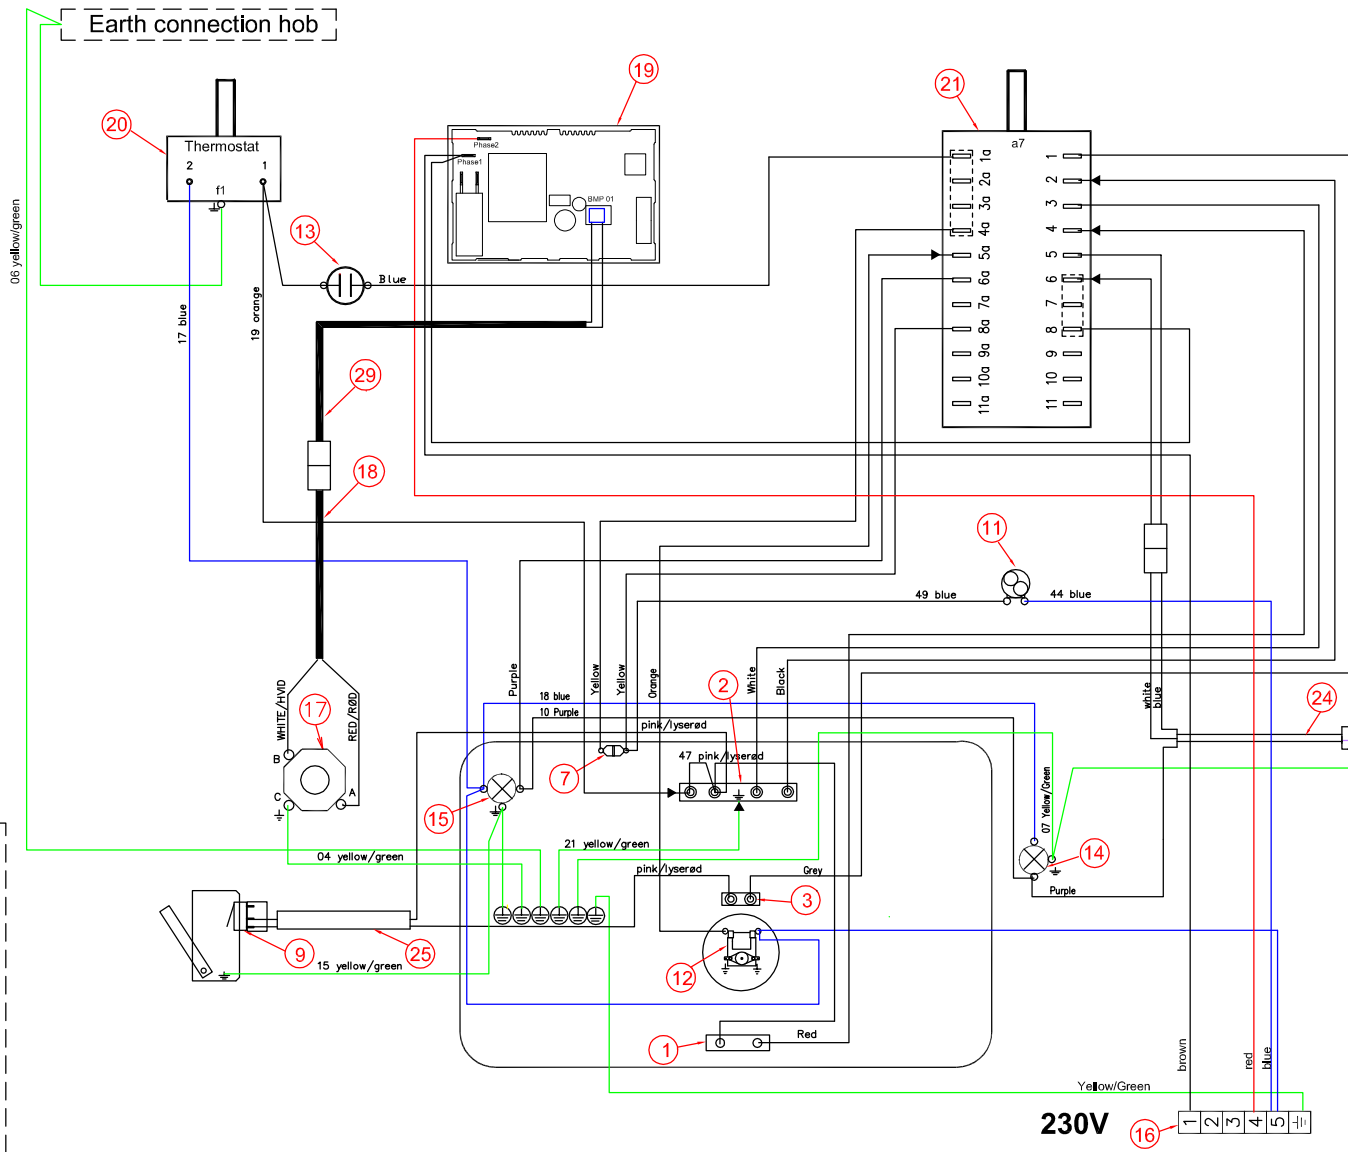 Earth connection hob
19
21
20
Thermostat
2
1
f1
Phase2
Phase1
BMP 01
a7
1a
2a
3a
4a
5a
6a
7a
8a
9a
10a
11a
1
2
3
4
5
6
7
8
9
10
11
06 yellow/green
13
Blue
17 blue
19 orange
29
18
11
49 blue
44 blue
Purple
Yellow
Yellow
Orange
White
Black
2
white
blue
24
WHITE/HVID
17
RED/RØD
18 blue
10 Purple
pink/lyserød
47 pink/lyserød
7
B
A
C
15
07 Yellow/Green
14
21 yellow/green
04 yellow/green
pink/lyserød
Grey
Purple
3
9
25
15 yellow/green
12
1
Red
brown
red
blue
Yellow/Green
230V
16
1
2
3
4
5